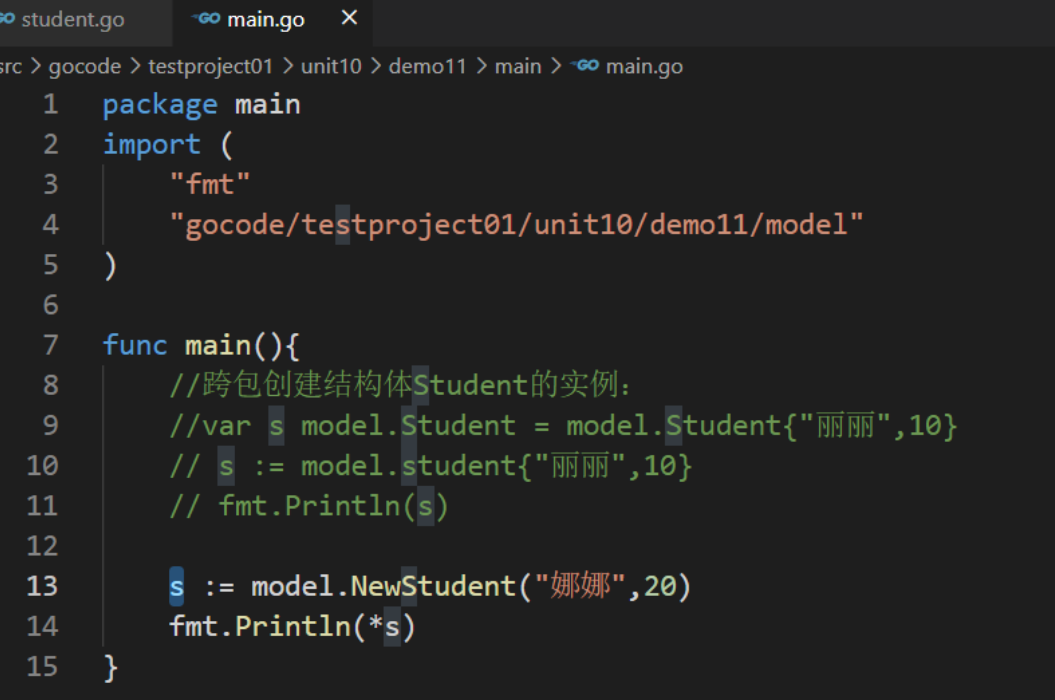 GO student.go GO main.go ×
src > gocode > testproject01 > unit10 > demo11 > main > GO main.go
1 package main
2 import (
3 "fmt"
4 "gocode/testproject01/unit10/demo11/model"
5 )
6
7 func main(){
8 //跨包创建结构体Student的实例：
9 //var s model.Student = model.Student{"丽丽",10}
10 // s := model.student{"丽丽",10}
11 // fmt.Println(s)
12
13 s := model.NewStudent("娜娜",20)
14 fmt.Println(*s)
15 }